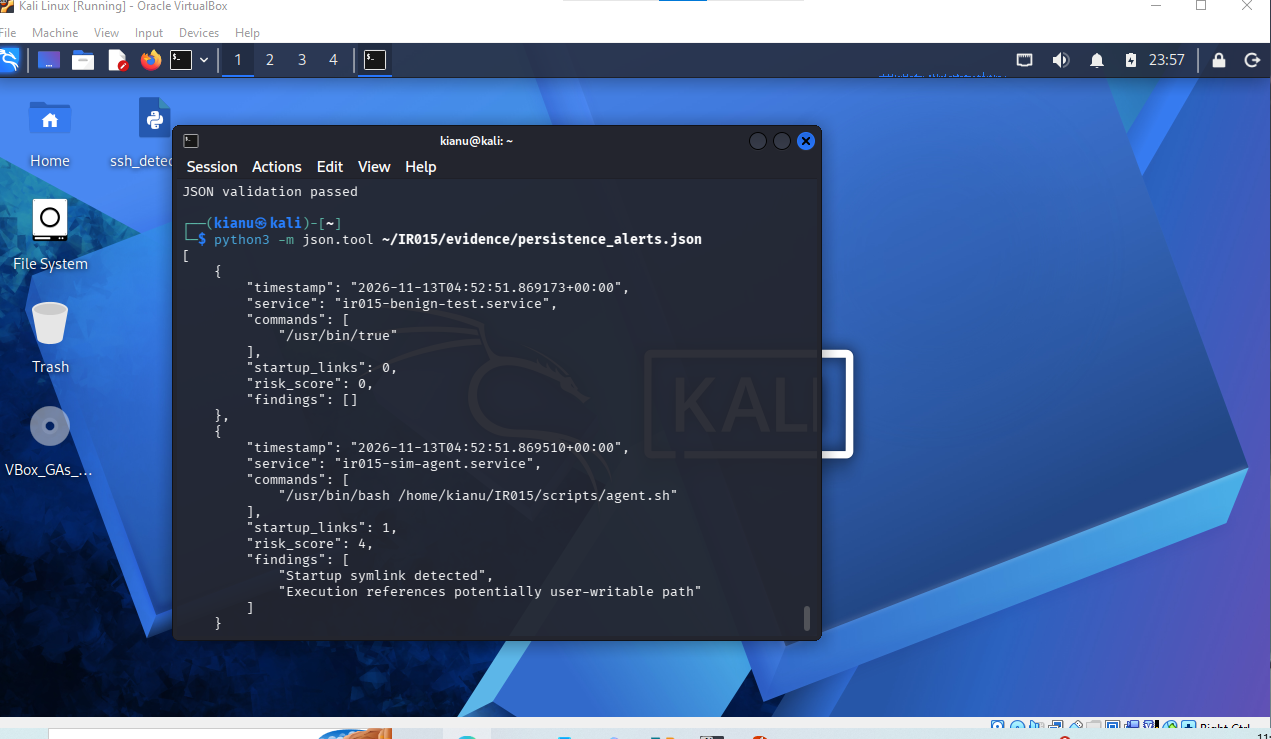 Kali Linux [Running] - Oracle VirtualBox
File Machine View Input Devices Help
1 2 3 4
23:57
Home
ssh_detec
File System
Trash
VBox_GAs_...
kianu@kali: ~
Session Actions Edit View Help
JSON validation passed
┌──(kianu㉿kali)-[~]
└─$ python3 -m json.tool ~/IR015/evidence/persistence_alerts.json
[
    {
        "timestamp": "2026-11-13T04:52:51.869173+00:00",
        "service": "ir015-benign-test.service",
        "commands": [
            "/usr/bin/true"
        ],
        "startup_links": 0,
        "risk_score": 0,
        "findings": []
    },
    {
        "timestamp": "2026-11-13T04:52:51.869510+00:00",
        "service": "ir015-sim-agent.service",
        "commands": [
            "/usr/bin/bash /home/kianu/IR015/scripts/agent.sh"
        ],
        "startup_links": 1,
        "risk_score": 4,
        "findings": [
            "Startup symlink detected",
            "Execution references potentially user-writable path"
        ]
    }
KALI
Right Ctrl